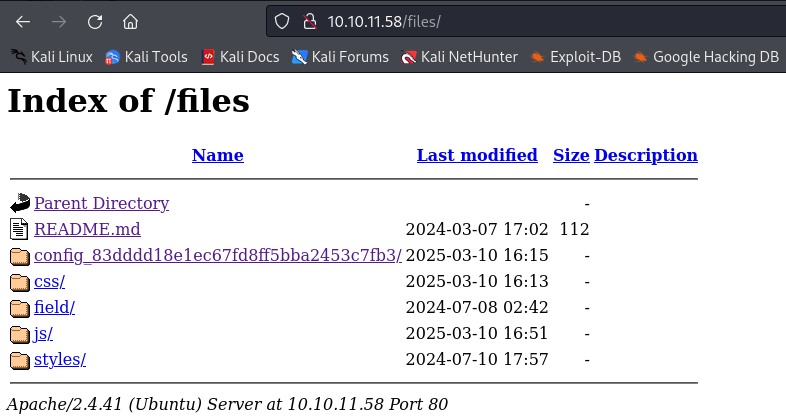 10.10.11.58/files/
Kali Linux Kali Tools Kali Docs Kali Forums Kali NetHunter Exploit-DB Google Hacking DB
Index of /files
Name Last modified Size Description
Parent Directory -
README.md 2024-03-07 17:02 112
config_83dddd18e1ec67fd8ff5bba2453c7fb3/ 2025-03-10 16:15 -
css/ 2025-03-10 16:13 -
field/ 2024-07-08 02:42 -
js/ 2025-03-10 16:51 -
styles/ 2024-07-10 17:57 -
Apache/2.4.41 (Ubuntu) Server at 10.10.11.58 Port 80